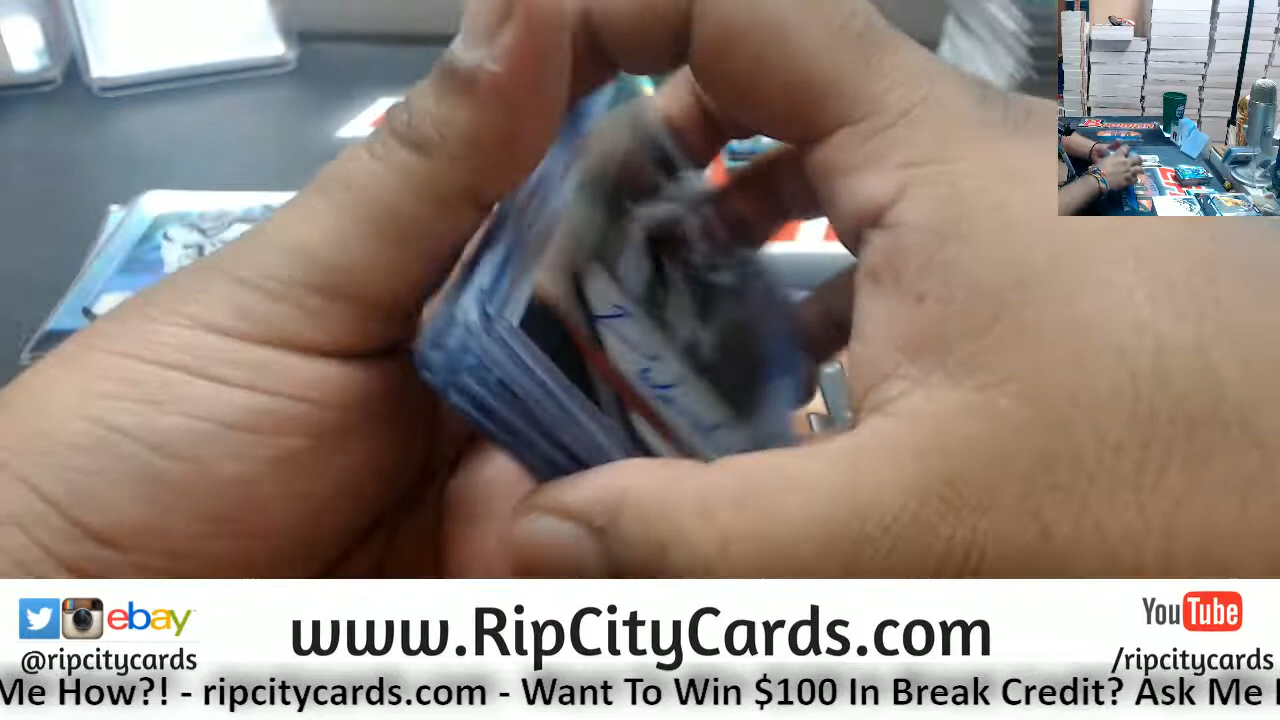 ebay
www.RipCityCards.com
YouTube
@ripcitycards
/ripcitycards
Me How?! - ripcitycards.com - Want To Win $100 In Break Credit? Ask Me